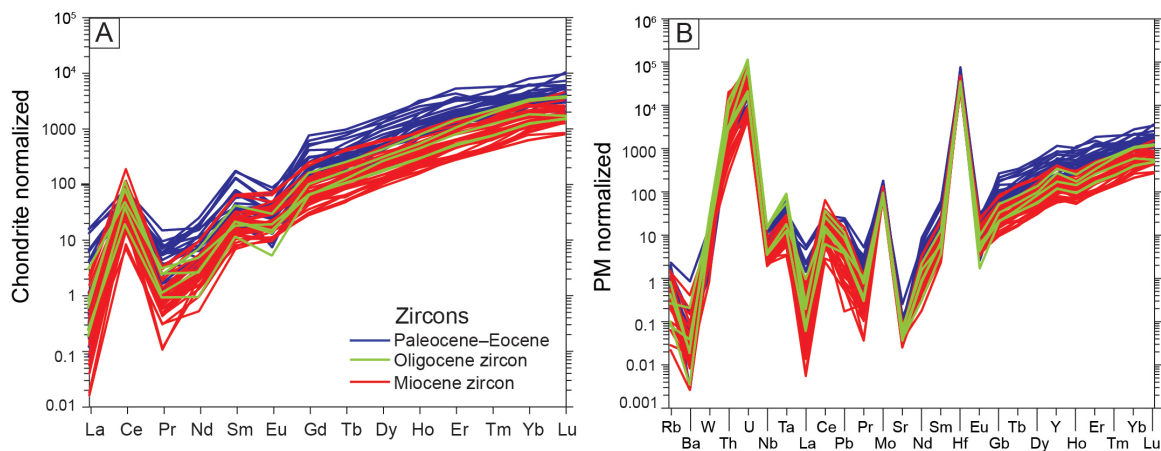 A
Chondrite normalized
10⁵
10⁴
1000
100
10
1
0.1
0.01
Zircons
Paleocene–Eocene
Oligocene zircon
Miocene zircon
La Ce Pr Nd Sm Eu Gd Tb Dy Ho Er Tm Yb Lu
B
PM normalized
10⁶
10⁵
10⁴
1000
100
10
1
0.1
0.01
0.001
Rb W U Ta Ce Pr Sr Sm Eu Tb Y Er Yb
Ba Th Nb La Pb Mo Nd Hf Gb Dy Ho Tm Lu